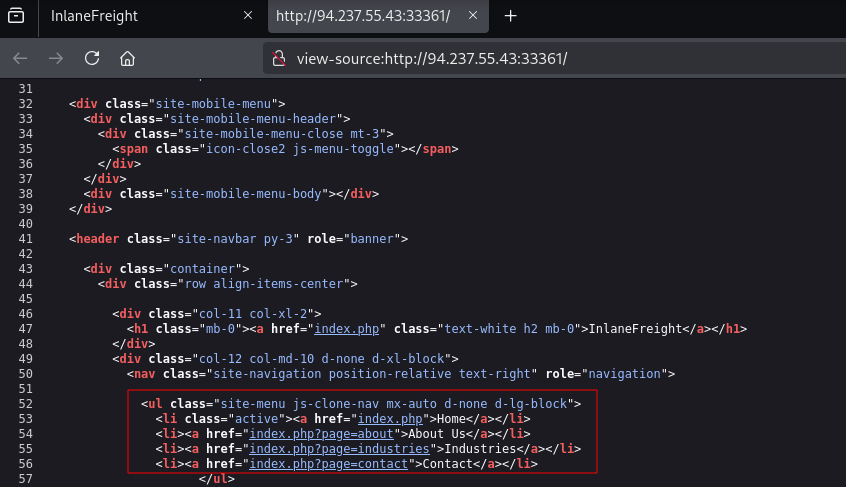 InlaneFreight
http://94.237.55.43:33361/
view-source:http://94.237.55.43:33361/
31
32 <div class="site-mobile-menu">
33 <div class="site-mobile-menu-header">
34 <div class="site-mobile-menu-close mt-3">
35 <span class="icon-close2 js-menu-toggle"></span>
36 </div>
37 </div>
38 <div class="site-mobile-menu-body"></div>
39 </div>
40
41 <header class="site-navbar py-3" role="banner">
42
43 <div class="container">
44 <div class="row align-items-center">
45
46 <div class="col-11 col-xl-2">
47 <h1 class="mb-0"><a href="index.php" class="text-white h2 mb-0">InlaneFreight</a></h1>
48 </div>
49 <div class="col-12 col-md-10 d-none d-xl-block">
50 <nav class="site-navigation position-relative text-right" role="navigation">
51
52 <ul class="site-menu js-clone-nav mx-auto d-none d-lg-block">
53 <li class="active"><a href="index.php">Home</a></li>
54 <li><a href="index.php?page=about">About Us</a></li>
55 <li><a href="index.php?page=industries">Industries</a></li>
56 <li><a href="index.php?page=contact">Contact</a></li>
57 </ul>